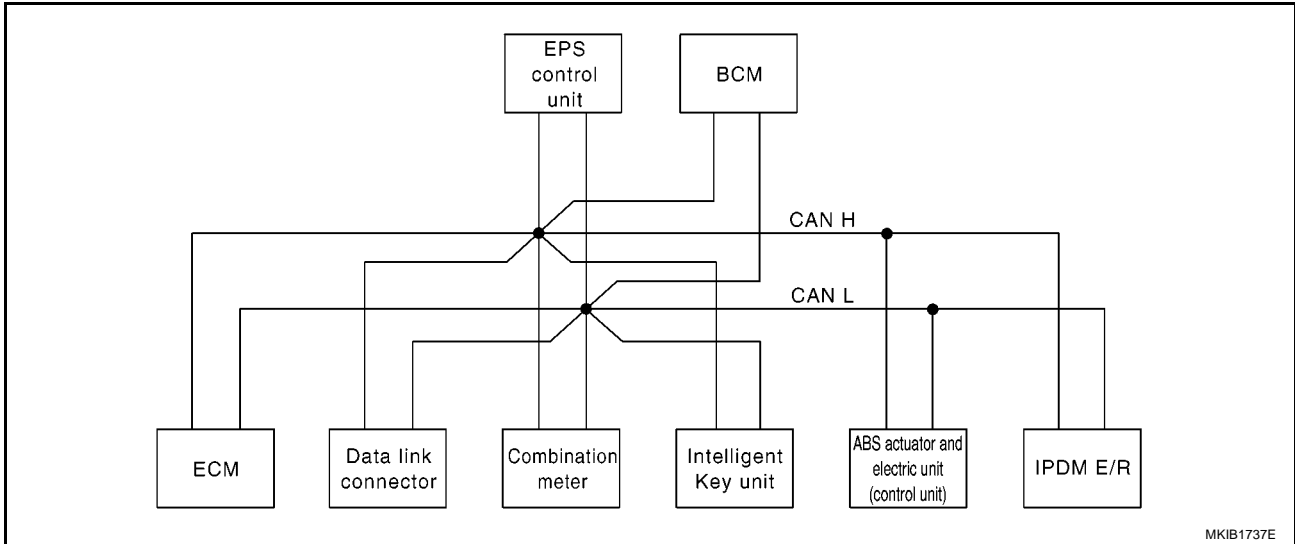 EPS
control
unit
BCM
CAN H
CAN L
ECM
Data link
connector
Combination
meter
Intelligent
Key unit
ABS actuator and
electric unit
(control unit)
IPDM E/R
MKIB1737E